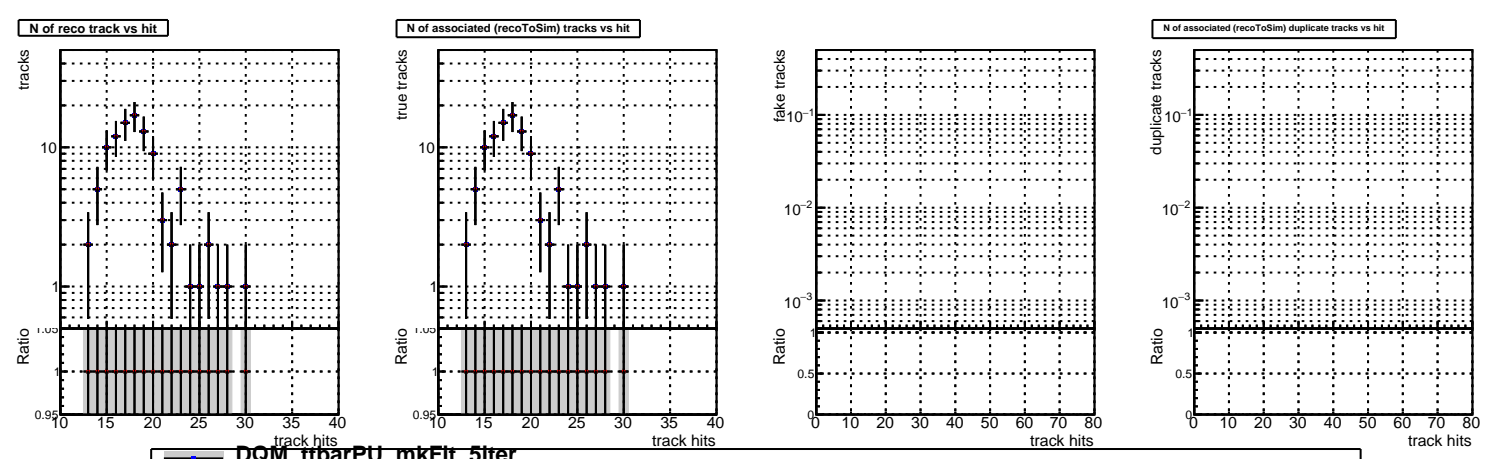 N of reco track vs hit
tracks
10
1
Ratio
1.05
1
0.95
10 15 20 25 30 35 40
track hits
N of associated (recoToSim) tracks vs hit
true tracks
10
1
Ratio
1.05
1
0.95
10 15 20 25 30 35 40
track hits
fake tracks
10−1
10−2
10−3
Ratio
1
0.5
0
0 10 20 30 40 50 60 70 80
track hits
N of associated (recoToSim) duplicate tracks vs hit
duplicate tracks
10−1
10−2
10−3
Ratio
1
0.5
0
0 10 20 30 40 50 60 70 80
track hits
DQM_ttbarPU_mkFit_5iter